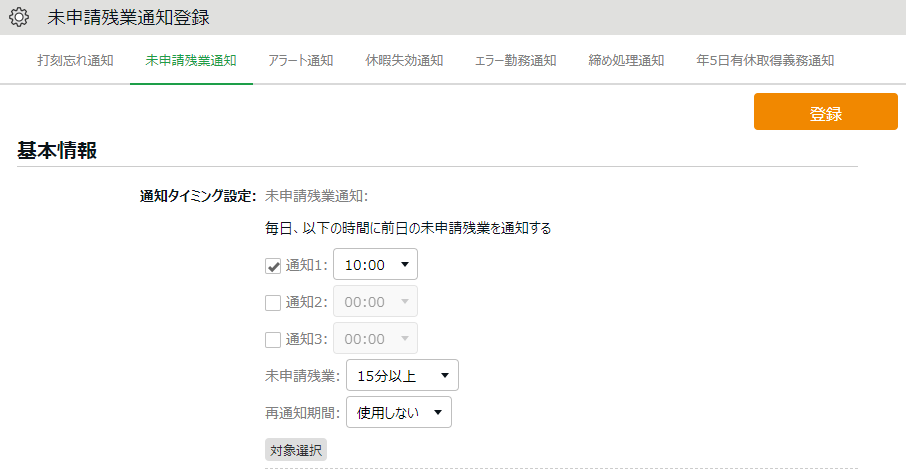 未申請残業通知登録
打刻忘れ通知 未申請残業通知 アラート通知 休暇失効通知 エラー勤務通知 締め処理通知 年5日有休取得義務通知
登録
基本情報
通知タイミング設定: 未申請残業通知:
毎日、以下の時間に前日の未申請残業を通知する
通知1: 10:00
通知2: 00:00
通知3: 00:00
未申請残業: 15分以上
再通知期間: 使用しない
対象選択